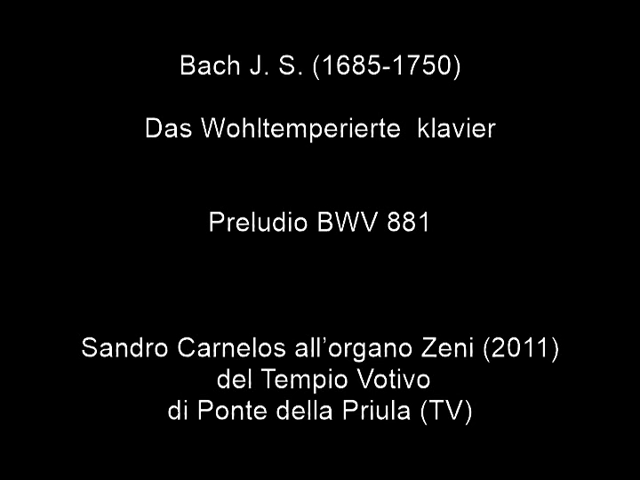 Bach J. S. (1685-1750)
Das Wohltemperierte  klavier
Preludio BWV 881
Sandro Carnelos all’organo Zeni (2011)
del Tempio Votivo
di Ponte della Priula (TV)